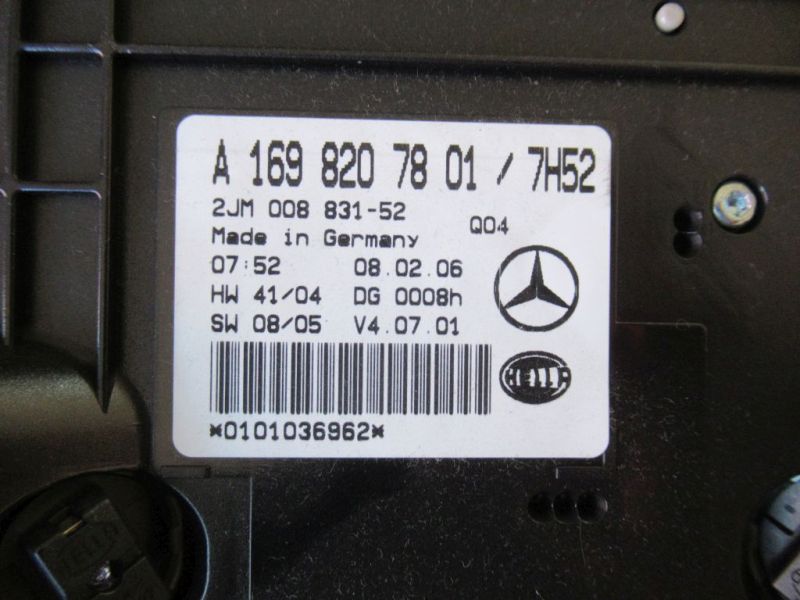 A 169 820 78 01 / 7H52
2JM 008 831-52
Q04
Made in Germany
07:52 08.02.06
HW 41/04 DG 0008h
SW 08/05 V4.07.01
HELLA
*0101036962*
HELLA